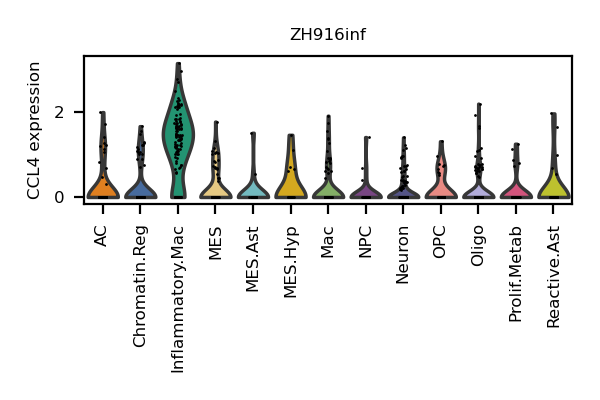 ZH916inf
CCL4 expression
2
0
AC
Chromatin.Reg
Inflammatory.Mac
MES
MES.Ast
MES.Hyp
Mac
NPC
Neuron
OPC
Oligo
Prolif.Metab
Reactive.Ast